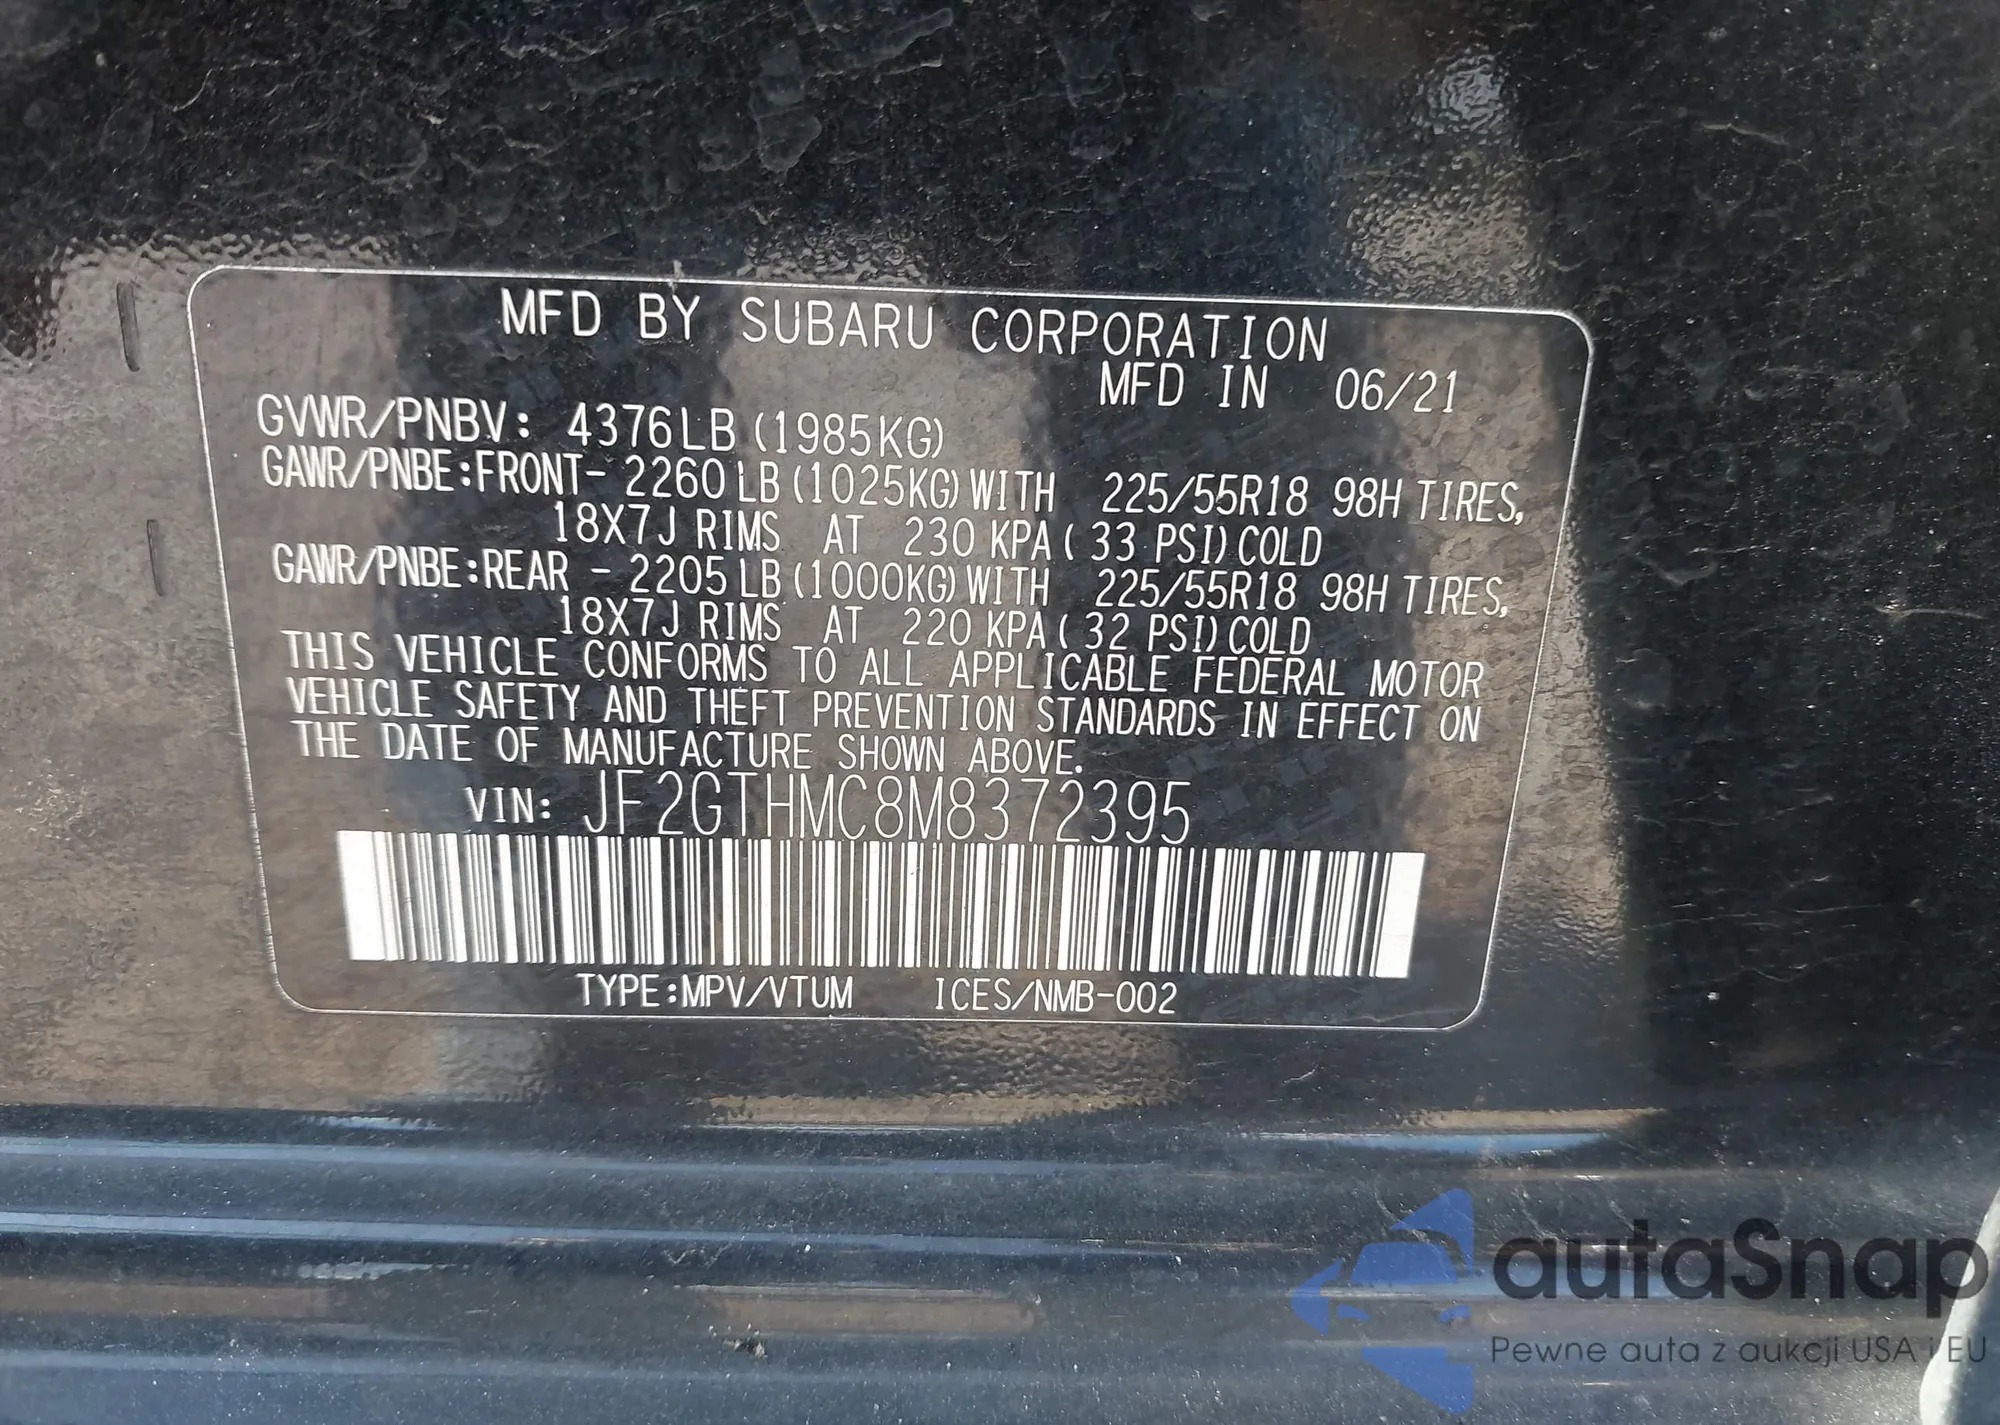 MFD BY SUBARU CORPORATION
MFD IN 06/21
GVWR/PNBV: 4376LB (1985KG)
GAWR/PNBE:FRONT- 2260 LB (1025KG) WITH 225/55R18 98H TIRES,
18X7J RIMS AT 230 KPA ( 33 PSI) COLD
GAWR/PNBE:REAR - 2205 LB (1000KG) WITH 225/55R18 98H TIRES,
18X7J RIMS AT 220 KPA ( 32 PSI) COLD
THIS VEHICLE CONFORMS TO ALL APPLICABLE FEDERAL MOTOR
VEHICLE SAFETY AND THEFT PREVENTION STANDARDS IN EFFECT ON
THE DATE OF MANUFACTURE SHOWN ABOVE.
VIN: JF2GTHMC8M8372395
TYPE:MPV/VTUM ICES/NMB-002
autaSnap
Pewne auta z aukcji USA i EU